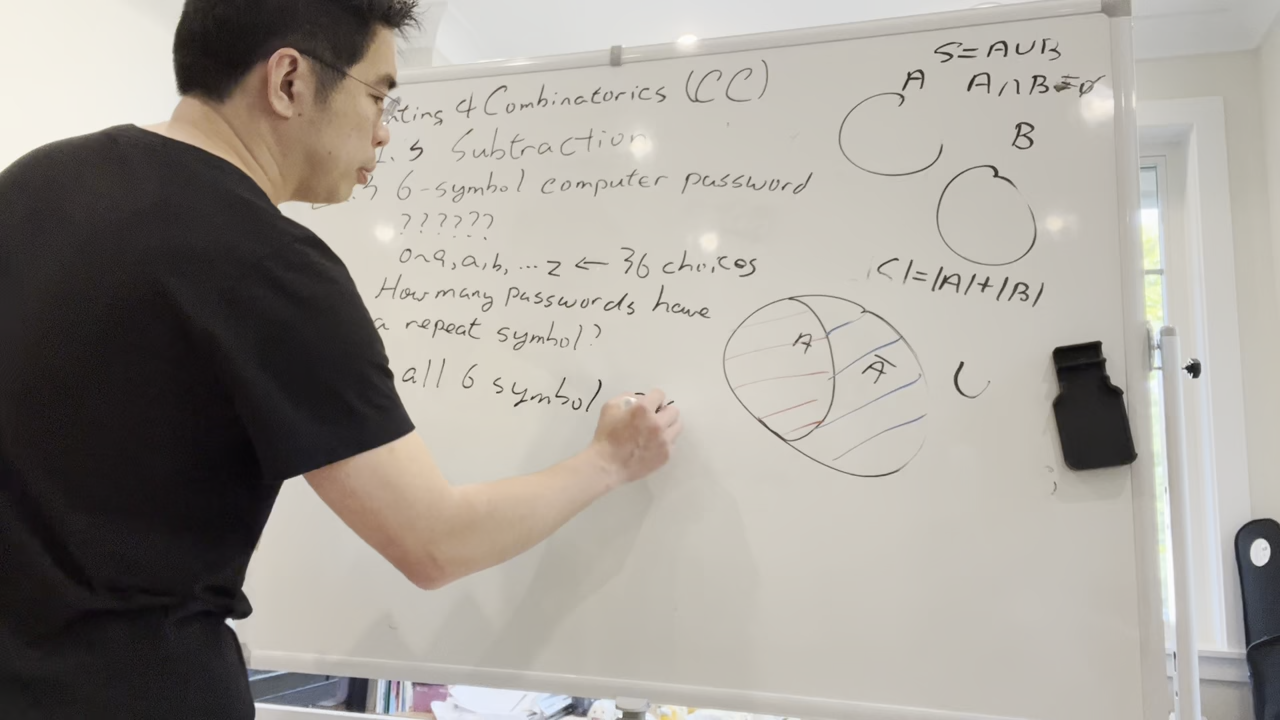 ting & Combinatorics (CC)
1.5 Subtraction
6-symbol computer password
??????
0~9, a, b, ... z ← 36 choices
How many passwords have
a repeat symbol?
all 6 symbol
S = A ∪ B
A ∩ B = ∅
A
B
|A| + |B|
A
Ā
U